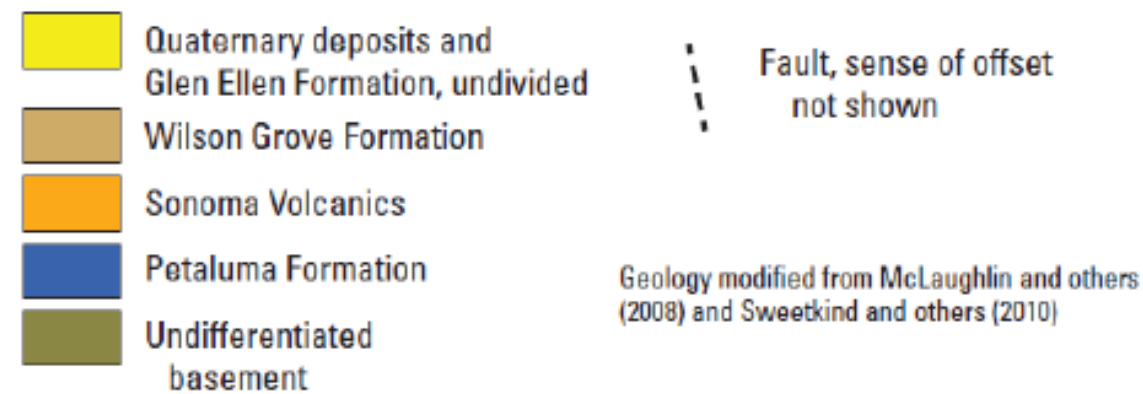 Quaternary deposits and
Glen Ellen Formation, undivided
Wilson Grove Formation
Sonoma Volcanics
Petaluma Formation
Undifferentiated
basement
Fault, sense of offset
not shown
Geology modified from McLaughlin and others
(2008) and Sweetkind and others (2010)